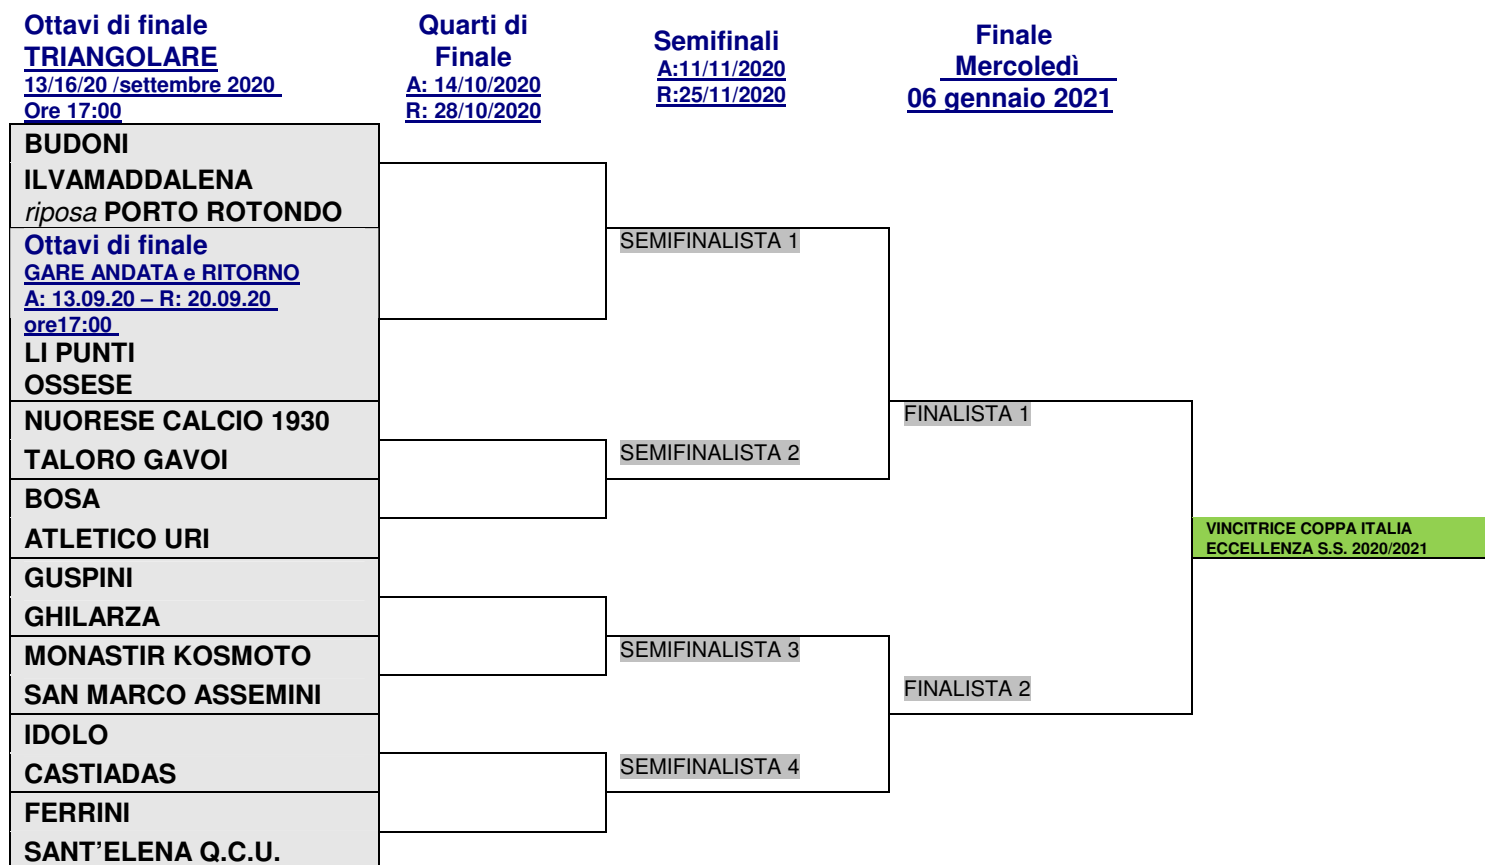 Ottavi di finale
TRIANGOLARE
13/16/20 /settembre 2020
Ore 17:00
Quarti di
Finale
A: 14/10/2020
R: 28/10/2020
Semifinali
A:11/11/2020
R:25/11/2020
Finale
Mercoledì
06 gennaio 2021
BUDONI
ILVAMADDALENA
riposa PORTO ROTONDO
Ottavi di finale
GARE ANDATA e RITORNO
A: 13.09.20 – R: 20.09.20
ore17:00
LI PUNTI
OSSESE
NUORESE CALCIO 1930
TALORO GAVOI
BOSA
ATLETICO URI
GUSPINI
GHILARZA
MONASTIR KOSMOTO
SAN MARCO ASSEMINI
IDOLO
CASTIADAS
FERRINI
SANT’ELENA Q.C.U.
SEMIFINALISTA 1
SEMIFINALISTA 2
SEMIFINALISTA 3
SEMIFINALISTA 4
FINALISTA 1
FINALISTA 2
VINCITRICE COPPA ITALIA
ECCELLENZA S.S. 2020/2021